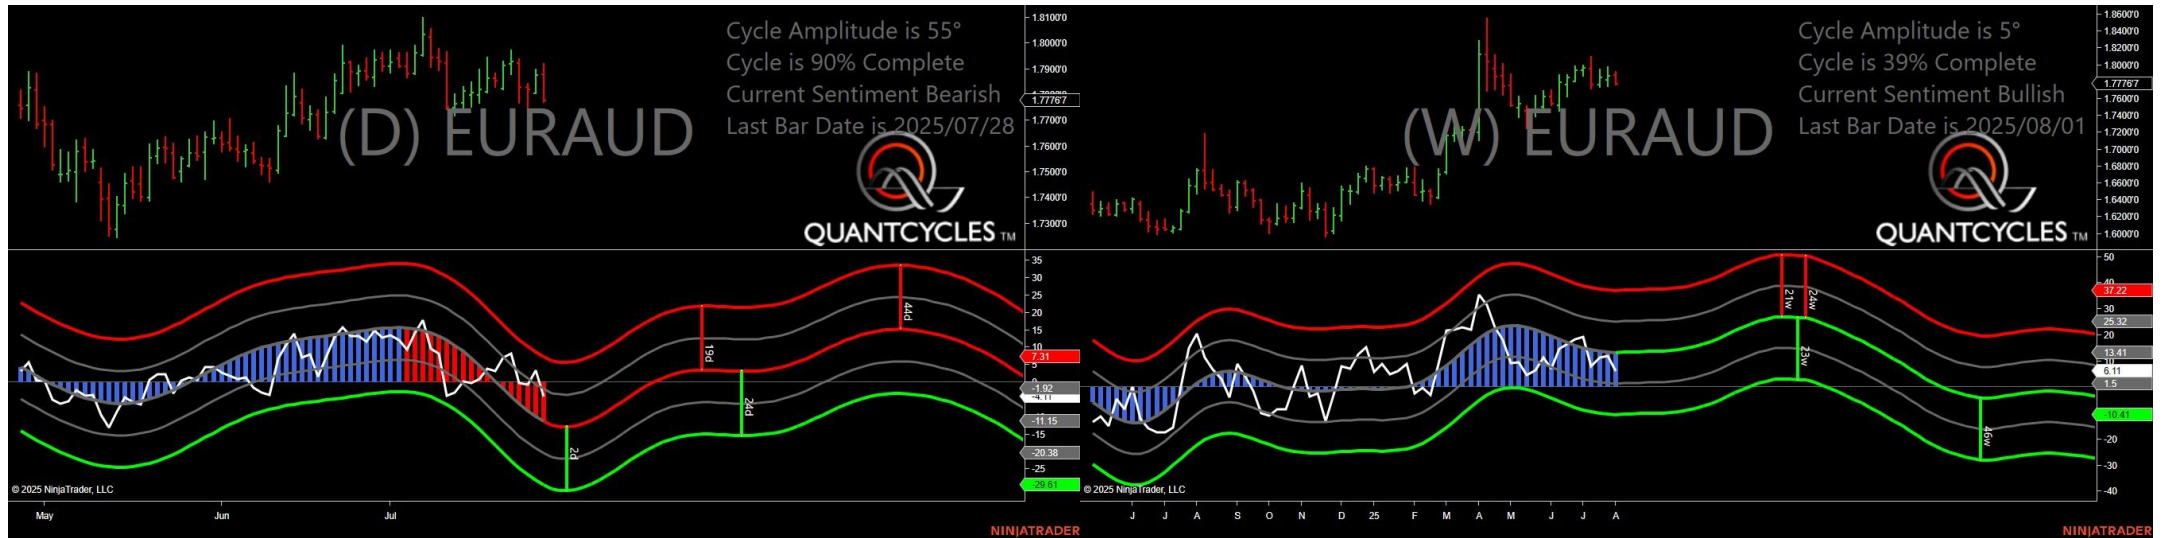 Cycle Amplitude is 55°
Cycle is 90% Complete
Current Sentiment Bearish
Last Bar Date is 2025/07/28
(D) EURAUD
QUANTCYCLES TM
1.8100'0
1.8000'0
1.7900'0
1.7776'7
1.7700'0
1.7600'0
1.7500'0
1.7400'0
1.7300'0
35
30
25
20
15
10
7.31
5
-1.92
-4.11
-11.15
-15
-20.38
-25
-29.61
19d
44d
24d
2d
© 2025 NinjaTrader, LLC
May Jun Jul
NINJATRADER
Cycle Amplitude is 5°
Cycle is 39% Complete
Current Sentiment Bullish
Last Bar Date is 2025/08/01
(W) EURAUD
QUANTCYCLES TM
1.8600'0
1.8400'0
1.8200'0
1.8000'0
1.7776'7
1.7600'0
1.7400'0
1.7200'0
1.7000'0
1.6800'0
1.6600'0
1.6400'0
1.6200'0
1.6000'0
50
40
37.22
30
25.32
20
13.41
6.11
1.5
-10.41
-20
-30
-40
21w
24w
23w
46w
© 2025 NinjaTrader, LLC
J J A S O N D 25 F M A M J J A
NINJATRADER